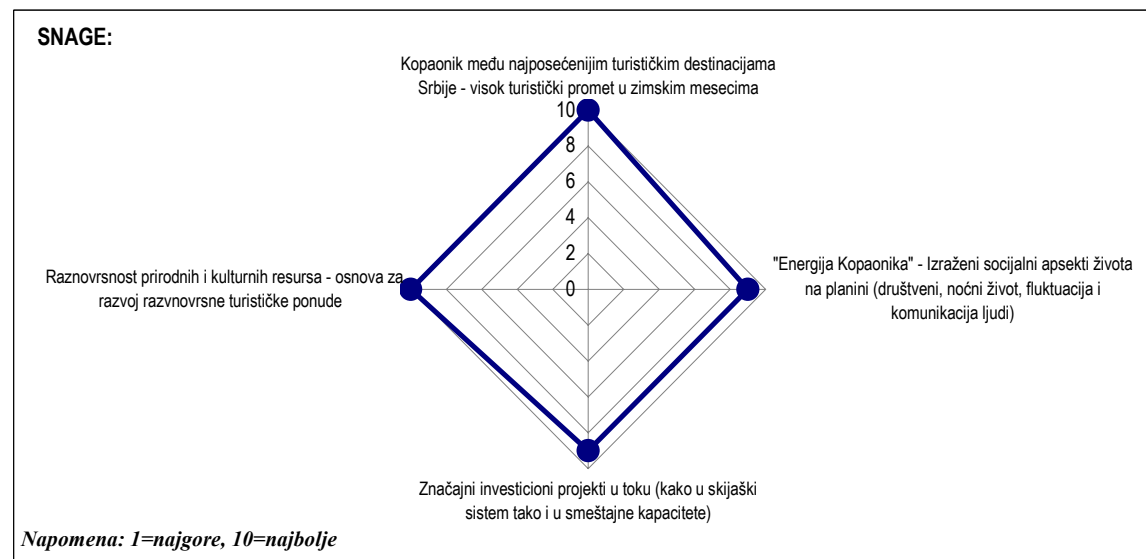 SNAGE:
Kopaonik među najposećenijim turističkim destinacijama
Srbije - visok turistički promet u zimskim mesecima
10
8
6
4
2
0
"Energija Kopaonika" - Izraženi socijalni apsekti života
na planini (društveni, noćni život, fluktuacija i
komunikacija ljudi)
Raznovrsnost prirodnih i kulturnih resursa - osnova za
razvoj razvnovrsne turističke ponude
Značajni investicioni projekti u toku (kako u skijaški
sistem tako i u smeštajne kapacitete)
Napomena: 1=najgore, 10=najbolje